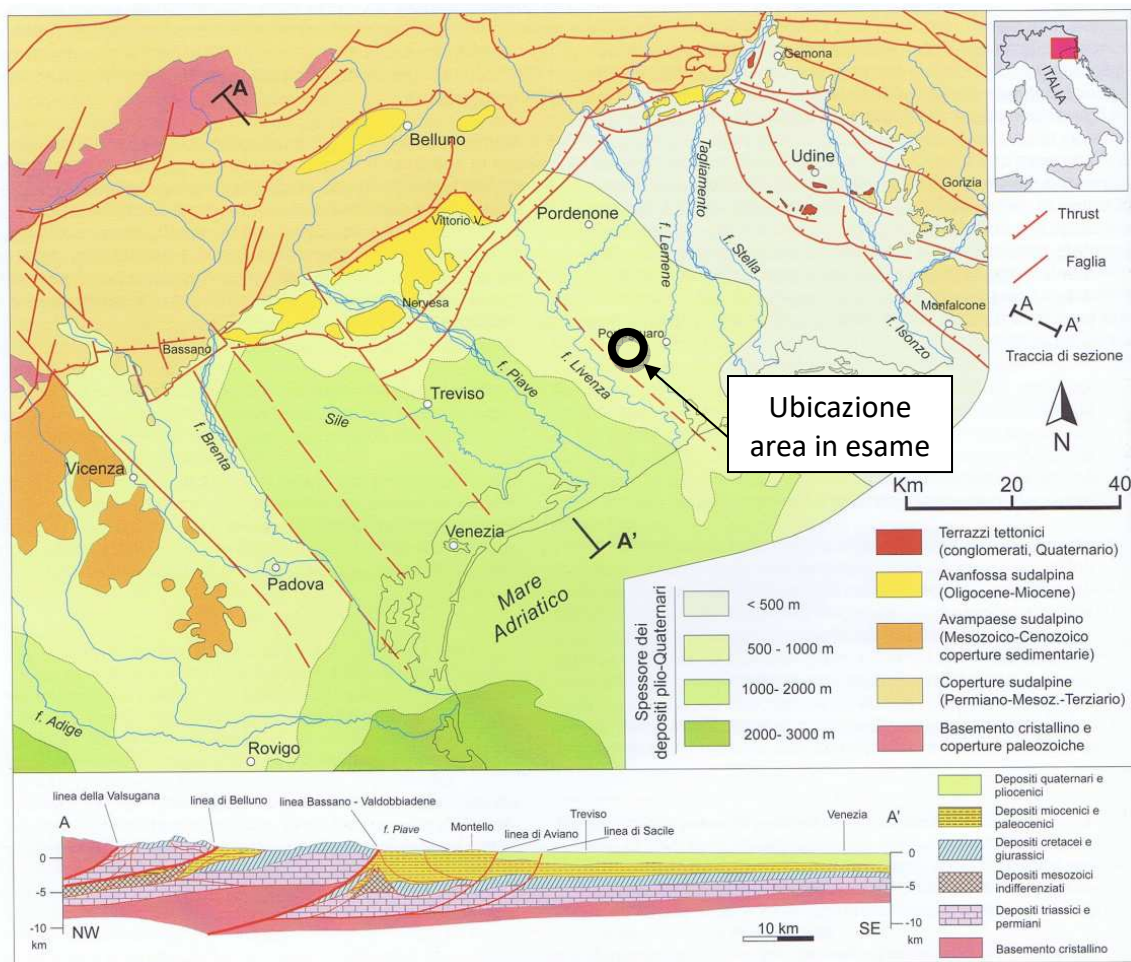 A
Belluno
Gemona
Tagliamento
Udine
Gorizia
Vittorio V.
Pordenone
f. Lemene
f. Stella
Nervesa
Monfalcone
f. Isonzo
Bassano
f. Piave
f. Livenza
Treviso
Sile
f. Brenta
Vicenza
Ubicazione
area in esame
Venezia
A'
Padova
Mare
Adriatico
f. Adige
Rovigo
ITALIA
Thrust
Faglia
A
A'
Traccia di sezione
N
Km
20
40
Spessore dei
depositi plio-Quaternari
< 500 m
500 - 1000 m
1000- 2000 m
2000- 3000 m
Terrazzi tettonici
(conglomerati, Quaternario)
Avanfossa sudalpina
(Oligocene-Miocene)
Avampaese sudalpino
(Mesozoico-Cenozoico
coperture sedimentarie)
Coperture sudalpine
(Permiano-Mesoz.-Terziario)
Basamento cristallino e
coperture paleozoiche
linea della Valsugana
linea di Belluno
linea Bassano - Valdobbiadene
f. Piave
Montello
linea di Aviano
Treviso
linea di Sacile
Venezia
A
A'
0
-5
-10
km
NW
0
-5
-10
km
SE
10 km
Depositi quaternari e
pliocenici
Depositi miocenici e
paleocenici
Depositi cretacei e
giurassici
Depositi mesozoici
indifferenziati
Depositi triassici e
permiani
Basamento cristallino